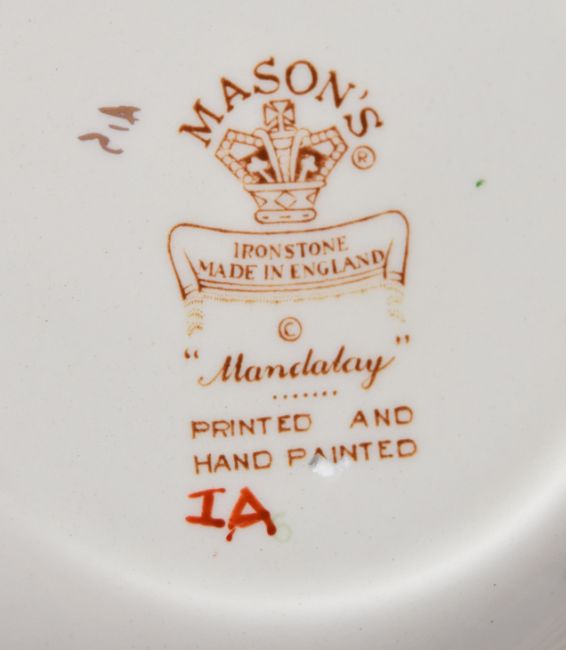 MASON'S
®
IRONSTONE
MADE IN ENGLAND
©
"Mandalay"
PRINTED AND
HAND PAINTED
IA